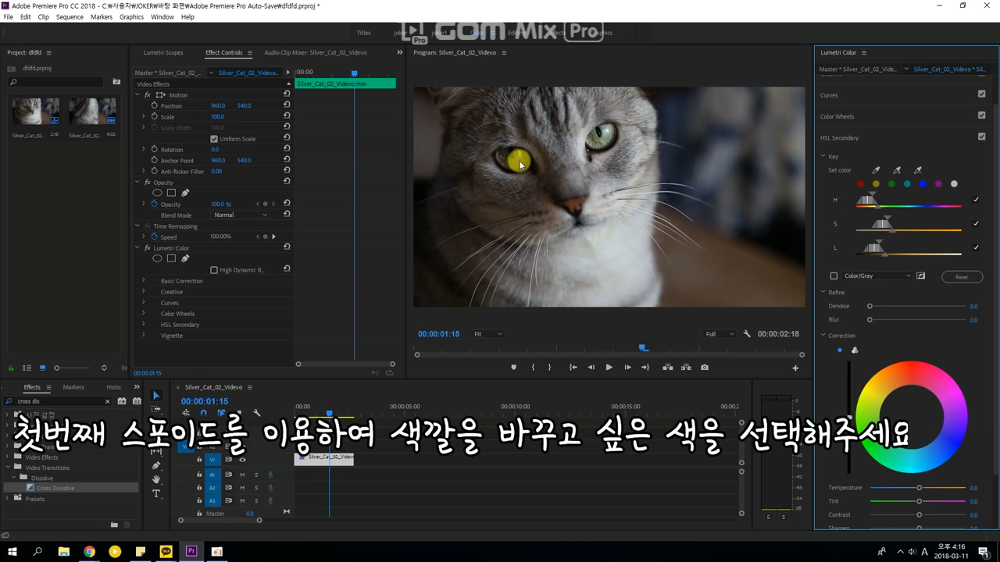 Adobe Premiere Pro CC 2018 - C:₩사용자₩JOKER₩바탕 화면₩Adobe Premiere Pro Auto-Save₩dfdfd.prproj *
File Edit Clip Sequence Markers Graphics Window Help
Titles
Gom Mix Pro
Project: dfdfd
dfdfd.prproj
Silver_Cat_02_... 2:18
Silver_Cat_02_... 9:02
Lumetri Scopes Effect Controls Audio Clip Mixer: Silver_Cat_02_Videvo
Master * Silver_Cat_02_... Silver_Cat_02_Videvo... :00:00
Video Effects Silver_Cat_02_Videvo.mov
fx Motion
Position 960.0 540.0
Scale 100.0
Scale Width 100.0
Uniform Scale
Rotation 0.0
Anchor Point 960.0 540.0
Anti-flicker Filter 0.00
fx Opacity
Opacity 100.0 %
Blend Mode Normal
Time Remapping
Speed 100.00%
fx Lumetri Color
High Dynamic R...
Basic Correction
Creative
Curves
Color Wheels
HSL Secondary
Vignette
00:00:01:15
Program: Silver_Cat_02_Videvo
00:00:01:15 Fit Full 00:00:02:18
Lumetri Color
Master * Silver_Cat_02_Vide... Silver_Cat_02_Videvo * Sil...
Curves
Color Wheels
HSL Secondary
Key
Set color
H
S
L
Color/Gray Reset
Refine
Denoise 0.0
Blur 0.0
Correction
Temperature 0.0
Tint 0.0
Contrast 0.0
Sharpen
Effects Markers Histo
cross dis
Video Effects
Video Transitions
Dissolve
Cross Dissolve
Presets
Silver_Cat_02_Videvo
00:00:01:15
:00:00 00:00:05:00 00:00:10:00 00:00:15:00 00:00:2
첫번째 스포이드를 이용하여 색깔을 바꾸고 싶은 색을 선택해주세요
V1
fx Silver_Cat_02_Videvo
A1 M S
A2 M S
A3 M S
Master 0.0
S S
오후 4:16
2018-03-11